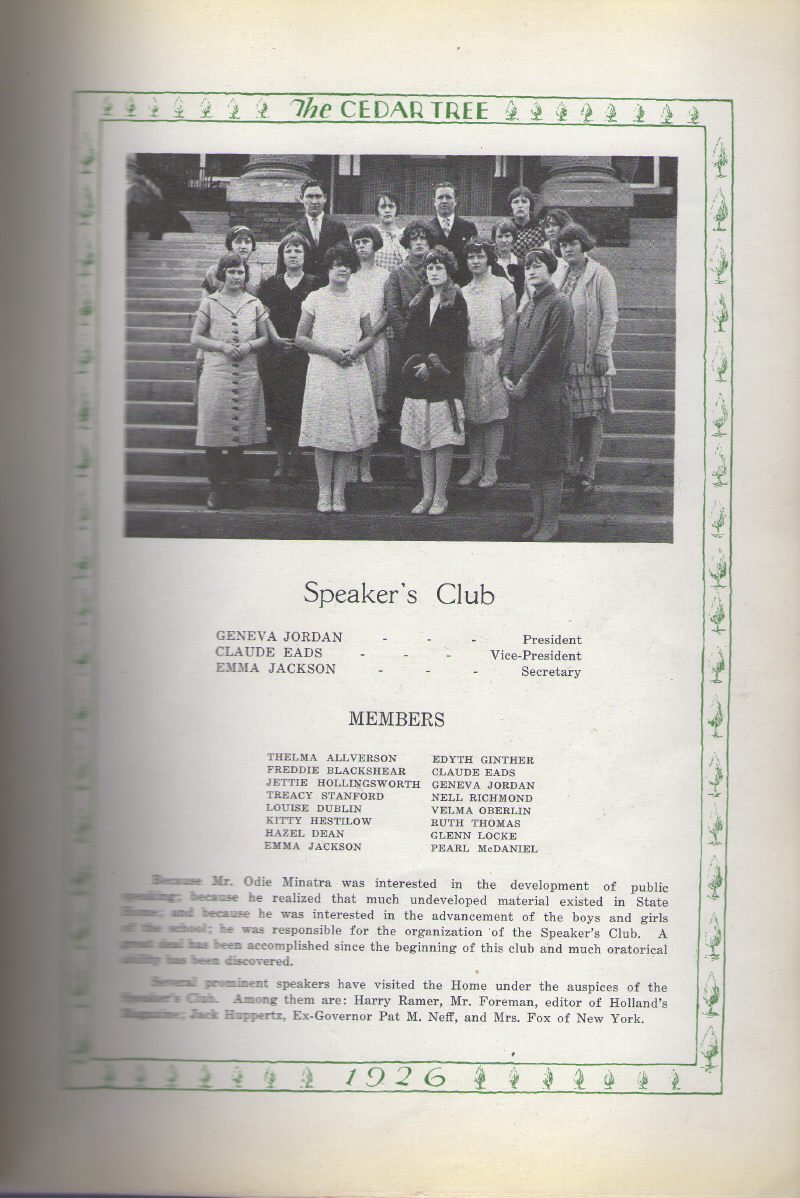 The CEDAR TREE
Speaker's Club
GENEVA JORDAN - - - President
CLAUDE EADS - - - Vice-President
EMMA JACKSON - - - Secretary
MEMBERS
THELMA ALLVERSON EDYTH GINTHER
FREDDIE BLACKSHEAR CLAUDE EADS
JETTIE HOLLINGSWORTH GENEVA JORDAN
TREACY STANFORD NELL RICHMOND
LOUISE DUBLIN VELMA OBERLIN
KITTY HESTILOW RUTH THOMAS
HAZEL DEAN GLENN LOCKE
EMMA JACKSON PEARL McDANIEL
Because Mr. Odie Minatra was interested in the development of public
speaking; because he realized that much undeveloped material existed in State
Home; and because he was interested in the advancement of the boys and girls
of the school; he was responsible for the organization of the Speaker's Club. A
great deal has been accomplished since the beginning of this club and much oratorical
ability has been discovered.
Several prominent speakers have visited the Home under the auspices of the
Speaker's Club. Among them are: Harry Ramer, Mr. Foreman, editor of Holland's
Magazine; Jack Huppertz, Ex-Governor Pat M. Neff, and Mrs. Fox of New York.
1926